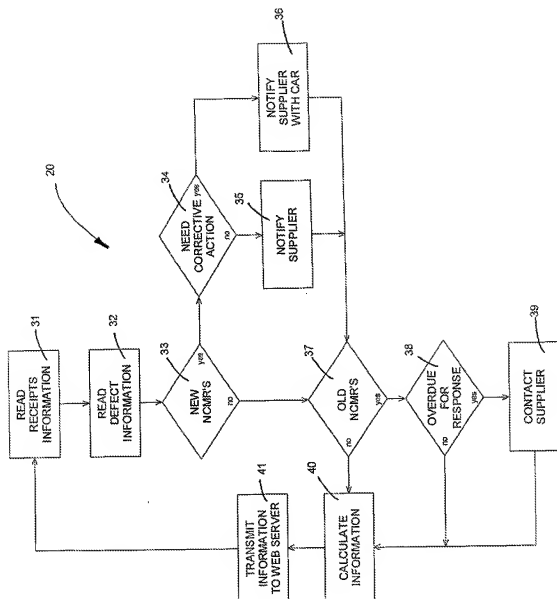 20
31
READ
RECEIPTS
INFORMATION
32
READ
DEFECT
INFORMATION
33
NEW NCMR'S
yes
no
34
NEED
CORRECTIVE
ACTION
yes
no
35
NOTIFY
SUPPLIER
36
NOTIFY
SUPPLIER
WITH CAR
37
OLD NCMR'S
no
yes
38
OVERDUE
FOR
RESPONSE
no
yes
39
CONTACT
SUPPLIER
40
CALCULATE
INFORMATION
41
TRANSMIT
INFORMATION
TO WEB SERVER